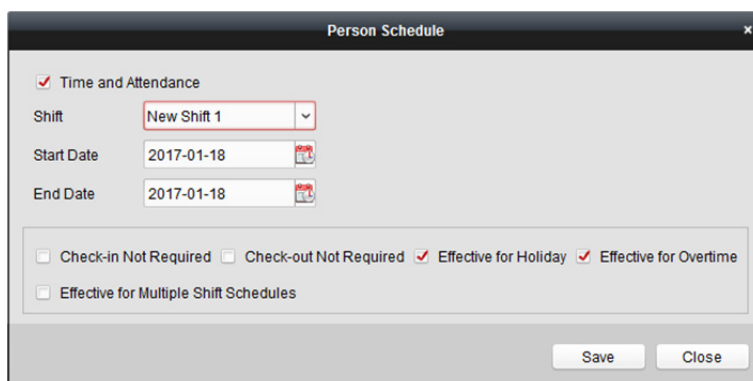 Person Schedule
Time and Attendance
Shift New Shift 1
Start Date 2017-01-18
End Date 2017-01-18
Check-in Not Required Check-out Not Required Effective for Holiday Effective for Overtime
Effective for Multiple Shift Schedules
Save Close